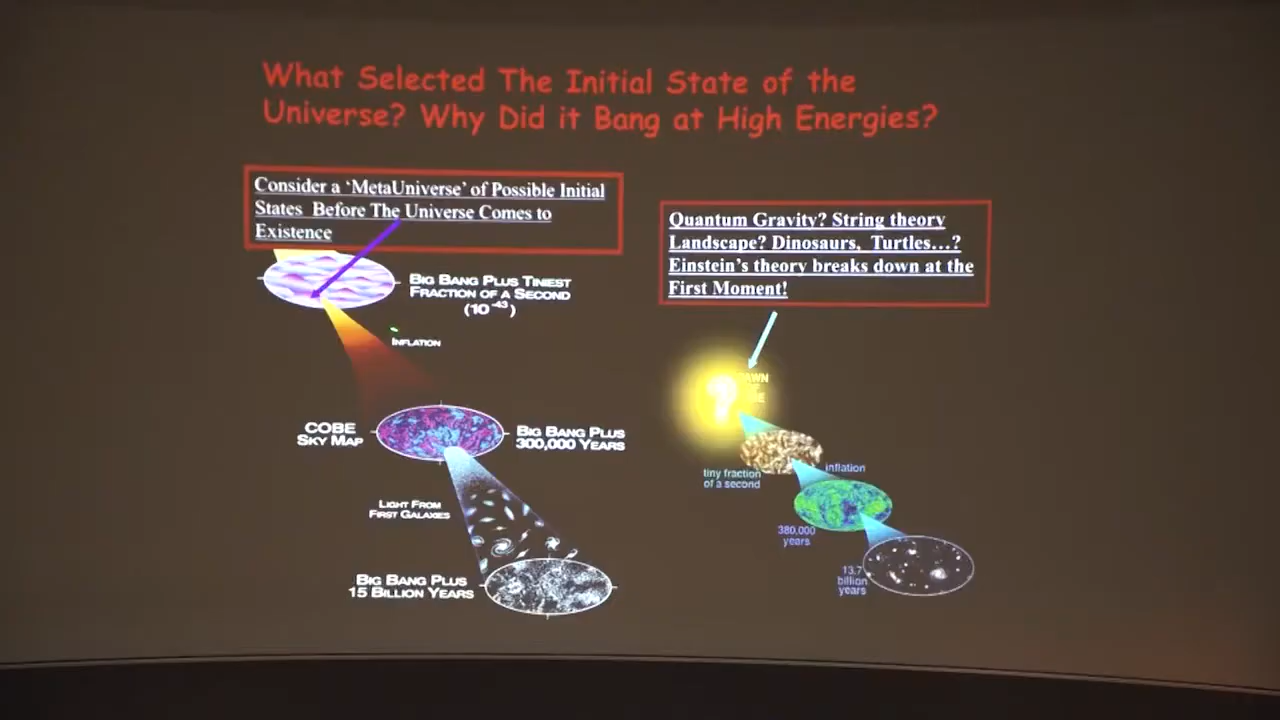 What Selected The Initial State of the
Universe? Why Did it Bang at High Energies?
Consider a ‘MetaUniverse’ of Possible Initial
States Before The Universe Comes to
Existence
Quantum Gravity? String theory
Landscape? Dinosaurs, Turtles…?
Einstein’s theory breaks down at the
First Moment!
BIG BANG PLUS TINIEST
FRACTION OF A SECOND
(10⁻⁴³)
INFLATION
COBE
SKY MAP
BIG BANG PLUS
300,000 YEARS
LIGHT FROM
FIRST GALAXIES
BIG BANG PLUS
15 BILLION YEARS
?
tiny fraction
of a second
inflation
380,000
years
13.7
billion
years